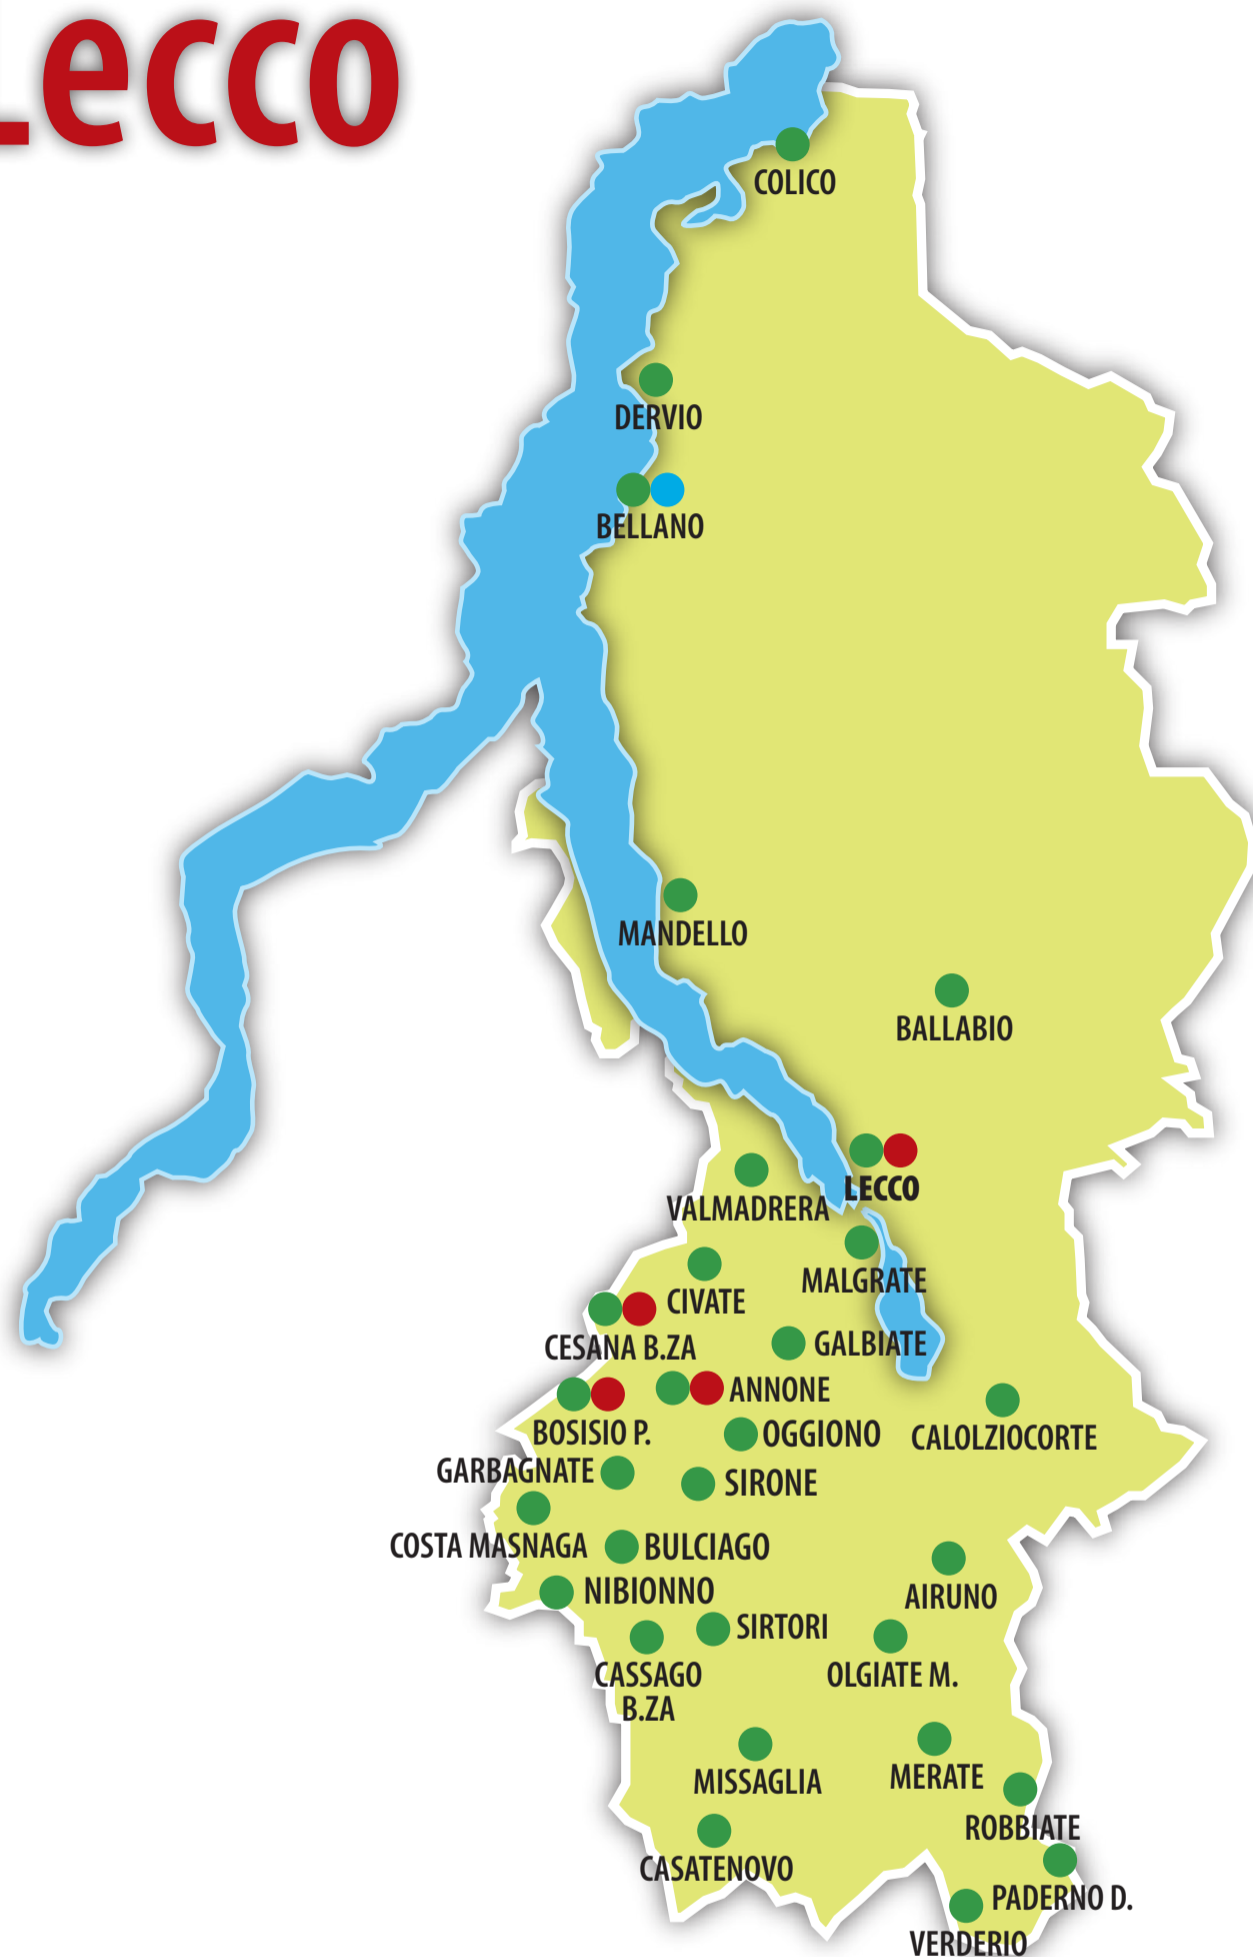 Lecco
COLICO
DERVIO
BELLANO
MANDELLO
BALLABIO
LECCO
VALMADRERA
MALGRATE
CIVATE
CESANA B.ZA
GALBIATE
ANNONE
BOSISIO P.
OGGIONO
CALOLZIOCORTE
GARBAGNATE
SIRONE
COSTA MASNAGA
BULCIAGO
NIBIONNO
AIRUNO
SIRTORI
CASSAGO
B.ZA
OLGIATE M.
MISSAGLIA
MERATE
ROBBIATE
CASATENOVO
PADERNO D.
VERDERIO